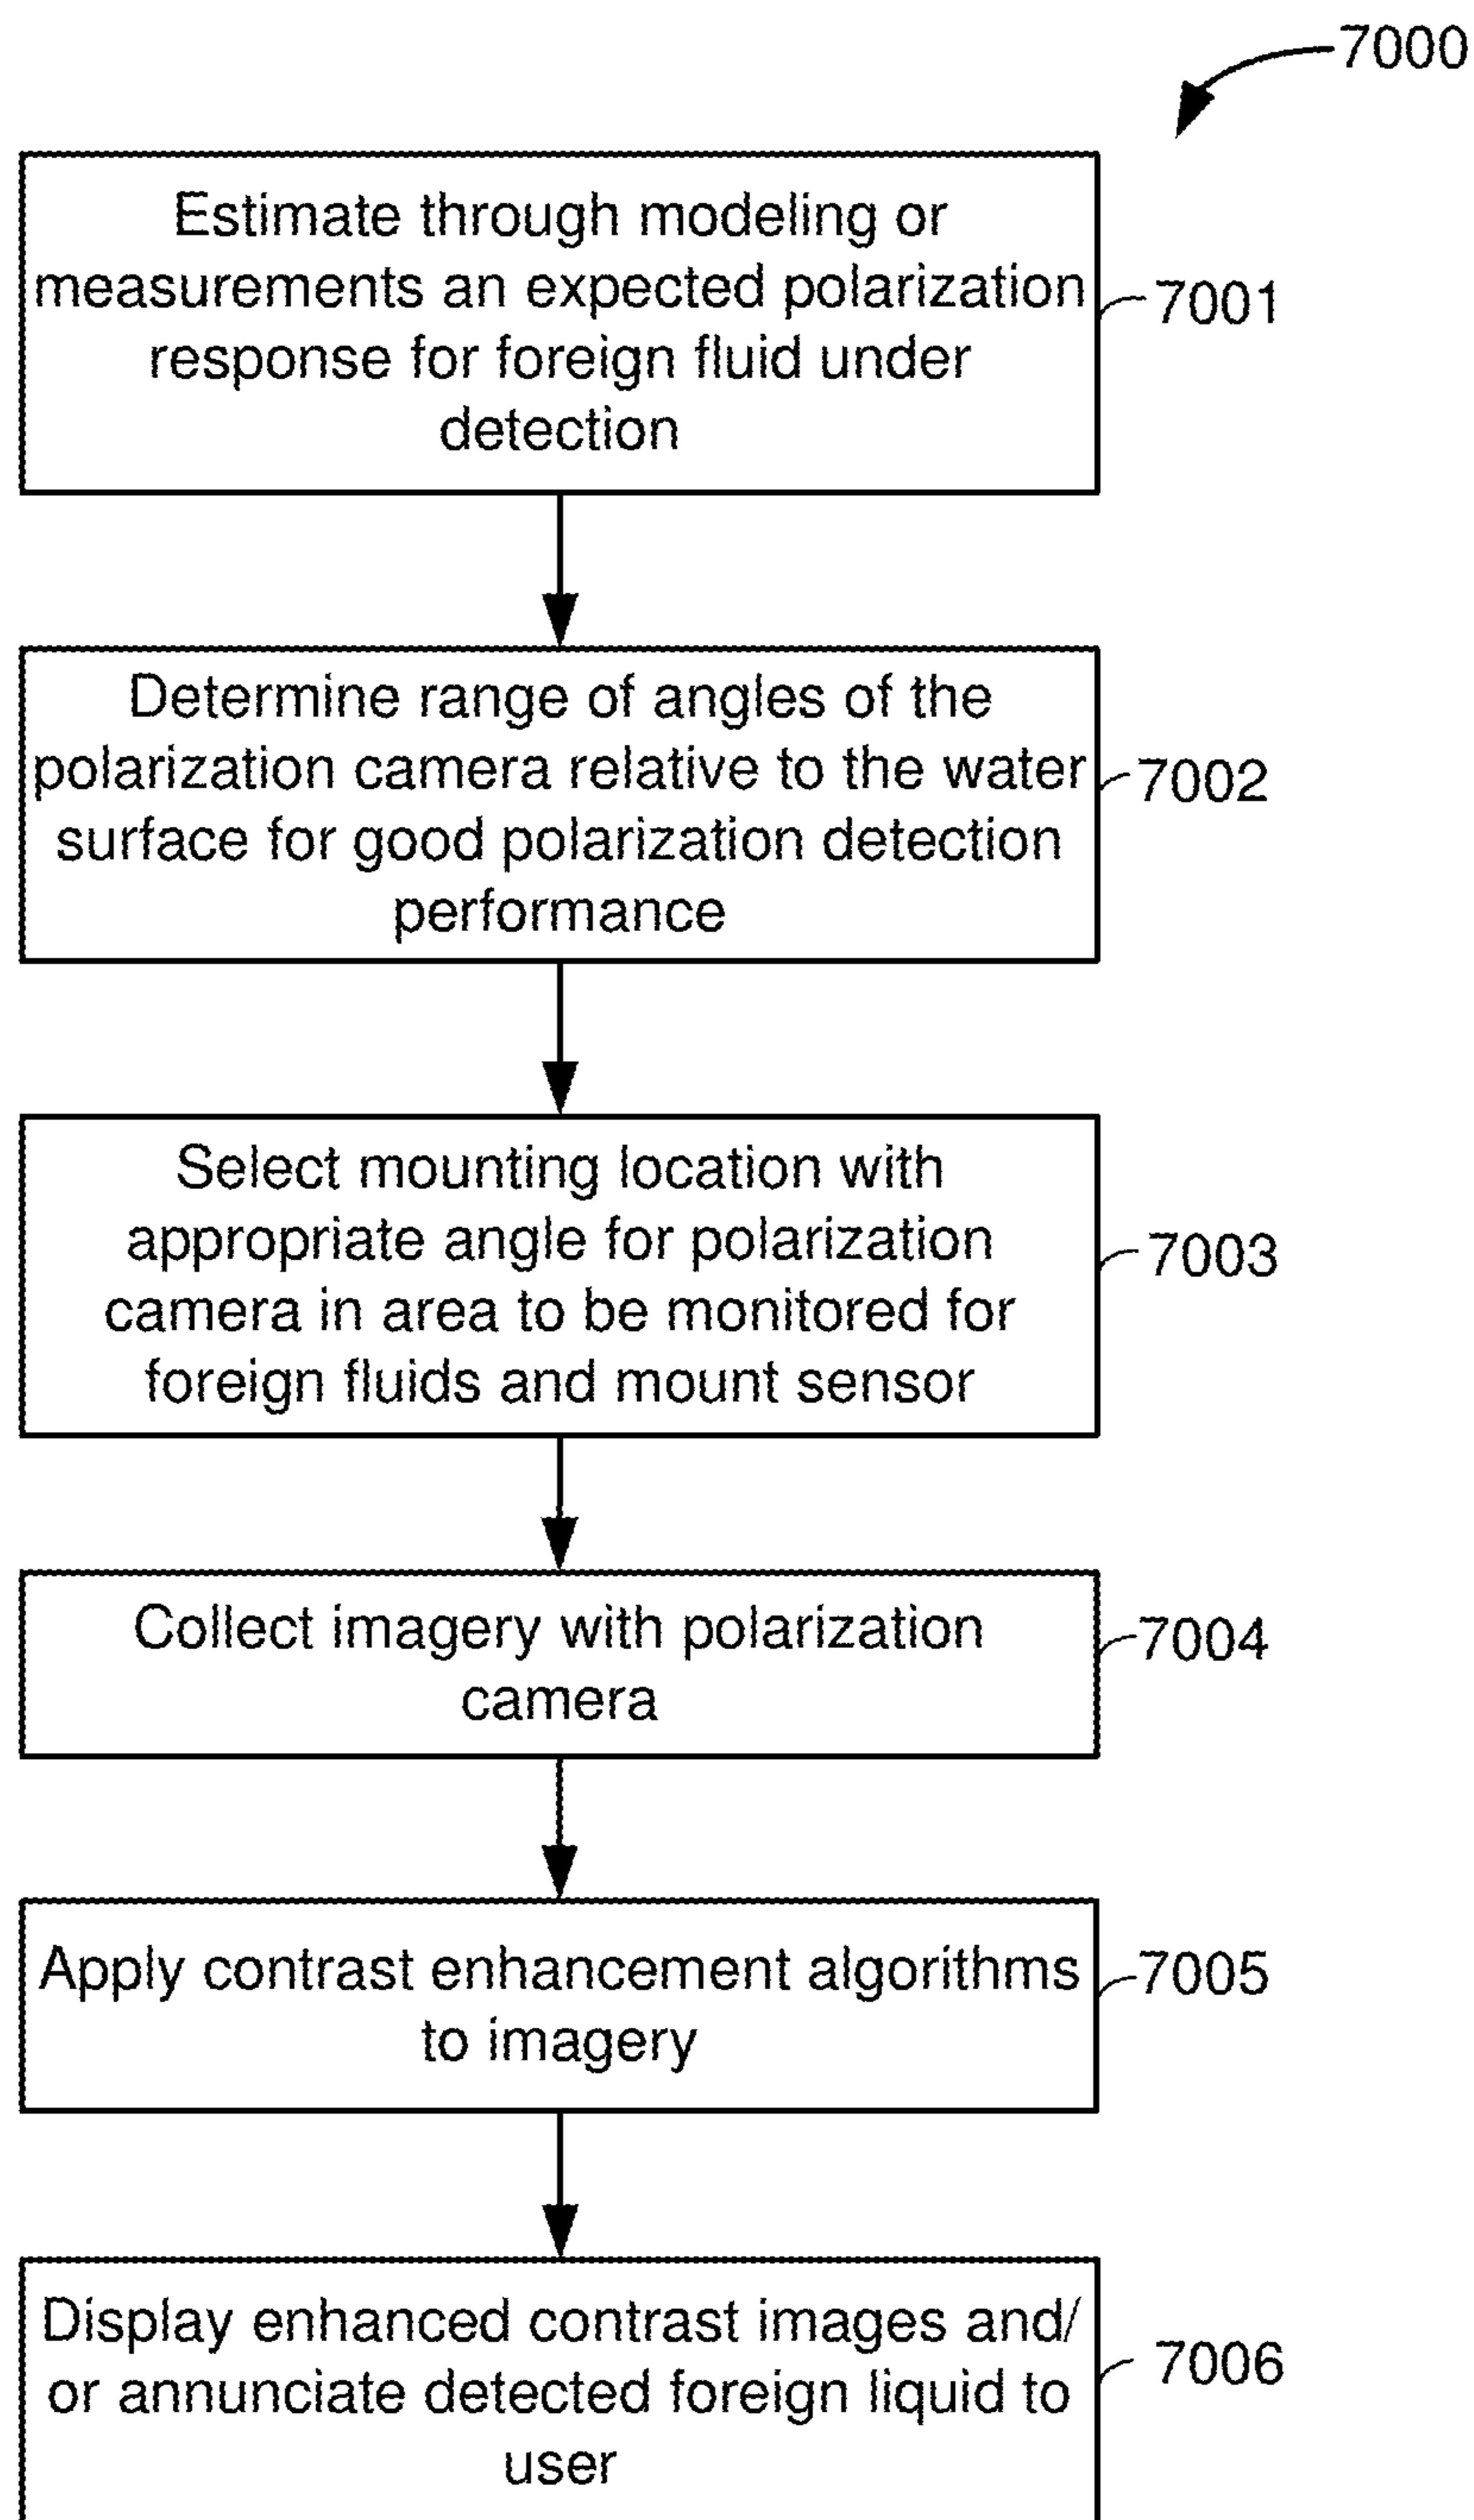 7000
Estimate through modeling or
measurements an expected polarization
response for foreign fluid under
detection
7001
Determine range of angles of the
polarization camera relative to the water
surface for good polarization detection
performance
7002
Select mounting location with
appropriate angle for polarization
camera in area to be monitored for
foreign fluids and mount sensor
7003
Collect imagery with polarization
camera
7004
Apply contrast enhancement algorithms
to imagery
7005
Display enhanced contrast images and/
or annunciate detected foreign liquid to
user
7006